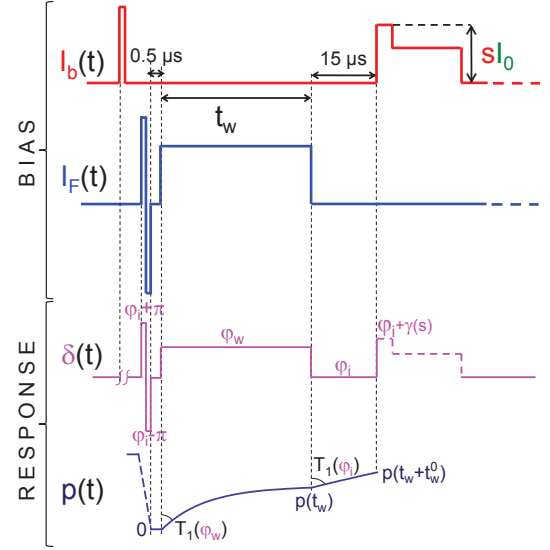 0.5 µs
15 µs
I_b(t)
sI_0
t_w
BIAS
I_F(t)
φ_i+π
φ_w
φ_i+γ(s)
δ(t)
φ_i
φ_i-π
RESPONSE
T_1(φ_i)
p(t_w+t_w^0)
p(t)
p(t_w)
0
T_1(φ_w)